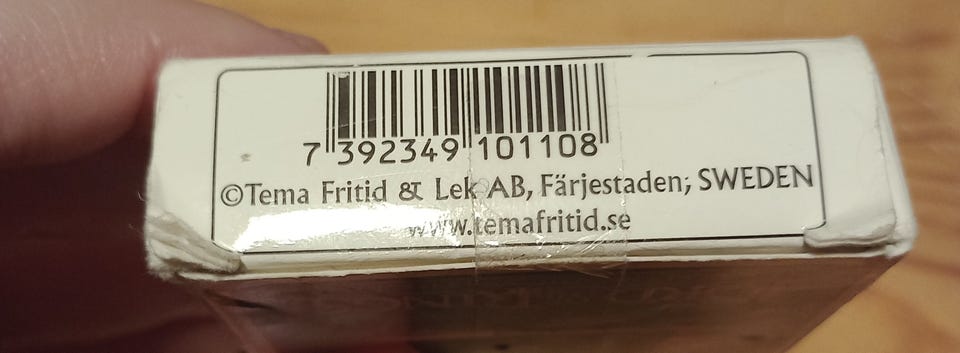 7 392349 101108
©Tema Fritid & Lek AB, Färjestaden, SWEDEN
www.temafritid.se